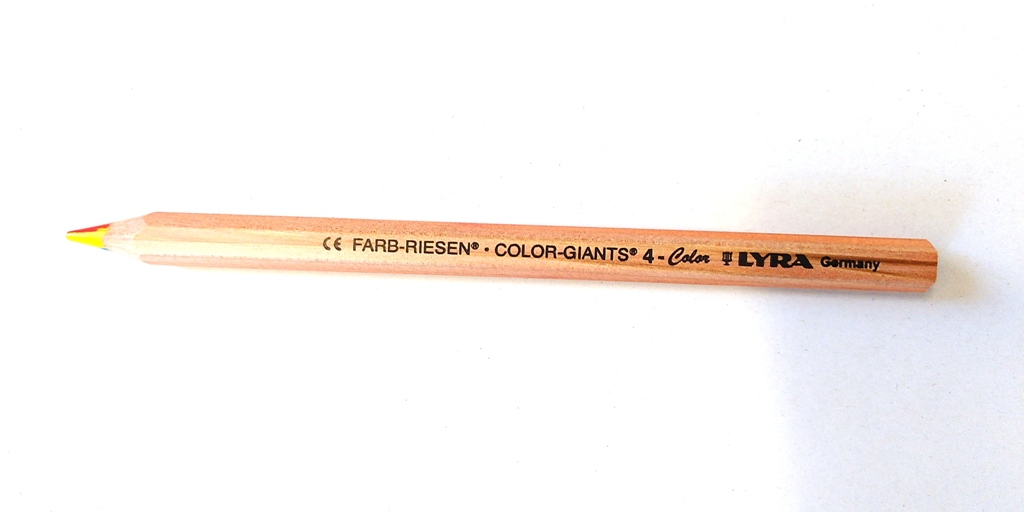 CE FARB-RIESEN® · COLOR-GIANTS® 4-Color LYRA Germany